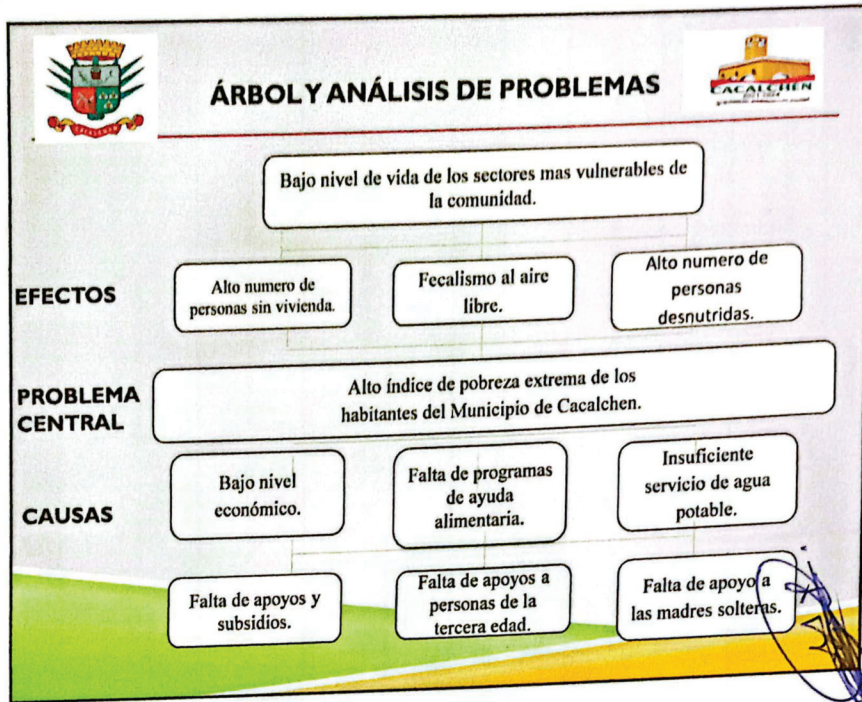 CACALCHEN
ÁRBOL Y ANÁLISIS DE PROBLEMAS
CACALCHEN
Bajo nivel de vida de los sectores mas vulnerables de
la comunidad.
EFECTOS
Alto numero de
personas sin vivienda.
Fecalismo al aire
libre.
Alto numero de
personas
desnutridas.
PROBLEMA
CENTRAL
Alto índice de pobreza extrema de los
habitantes del Municipio de Cacalchen.
CAUSAS
Bajo nivel
económico.
Falta de programas
de ayuda
alimentaria.
Insuficiente
servicio de agua
potable.
Falta de apoyos y
subsidios.
Falta de apoyos a
personas de la
tercera edad.
Falta de apoyo a
las madres solteras.